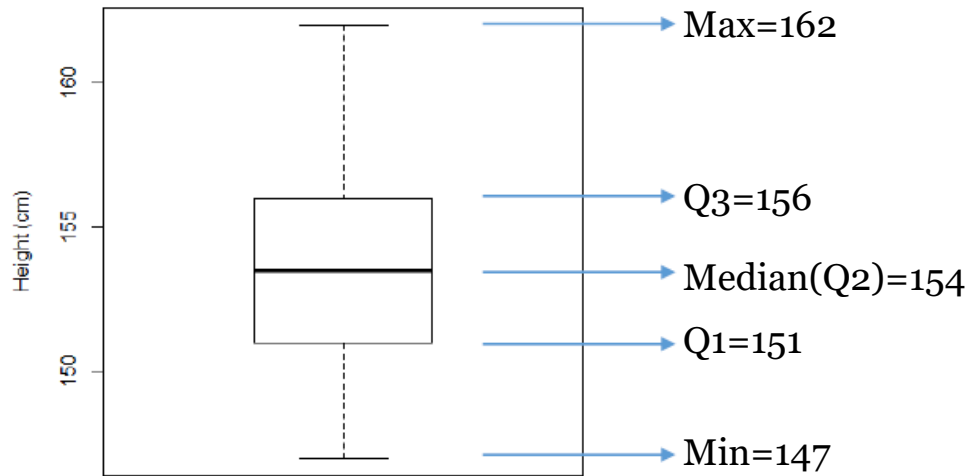 Max=162
160
Q3=156
155
Height (cm)
Median(Q2)=154
Q1=151
150
Min=147